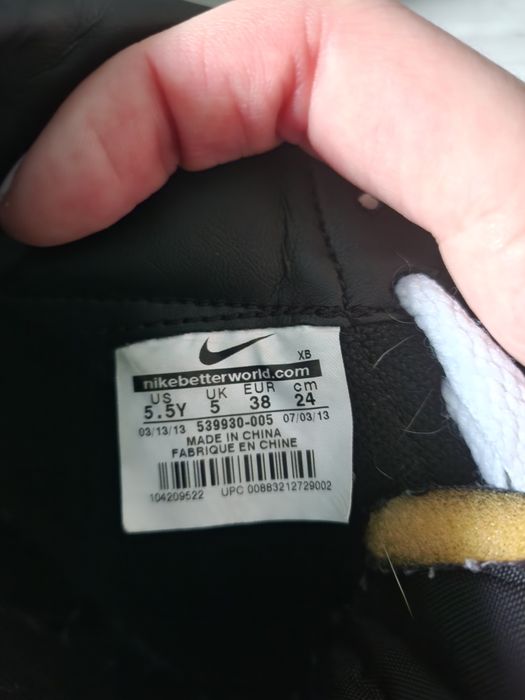 XB
nikebetterworld.com
US UK EUR cm
5.5Y 5 38 24
03/13/13 539930-005 07/03/13
MADE IN CHINA
FABRIQUE EN CHINE
104209522 UPC 00883212729002